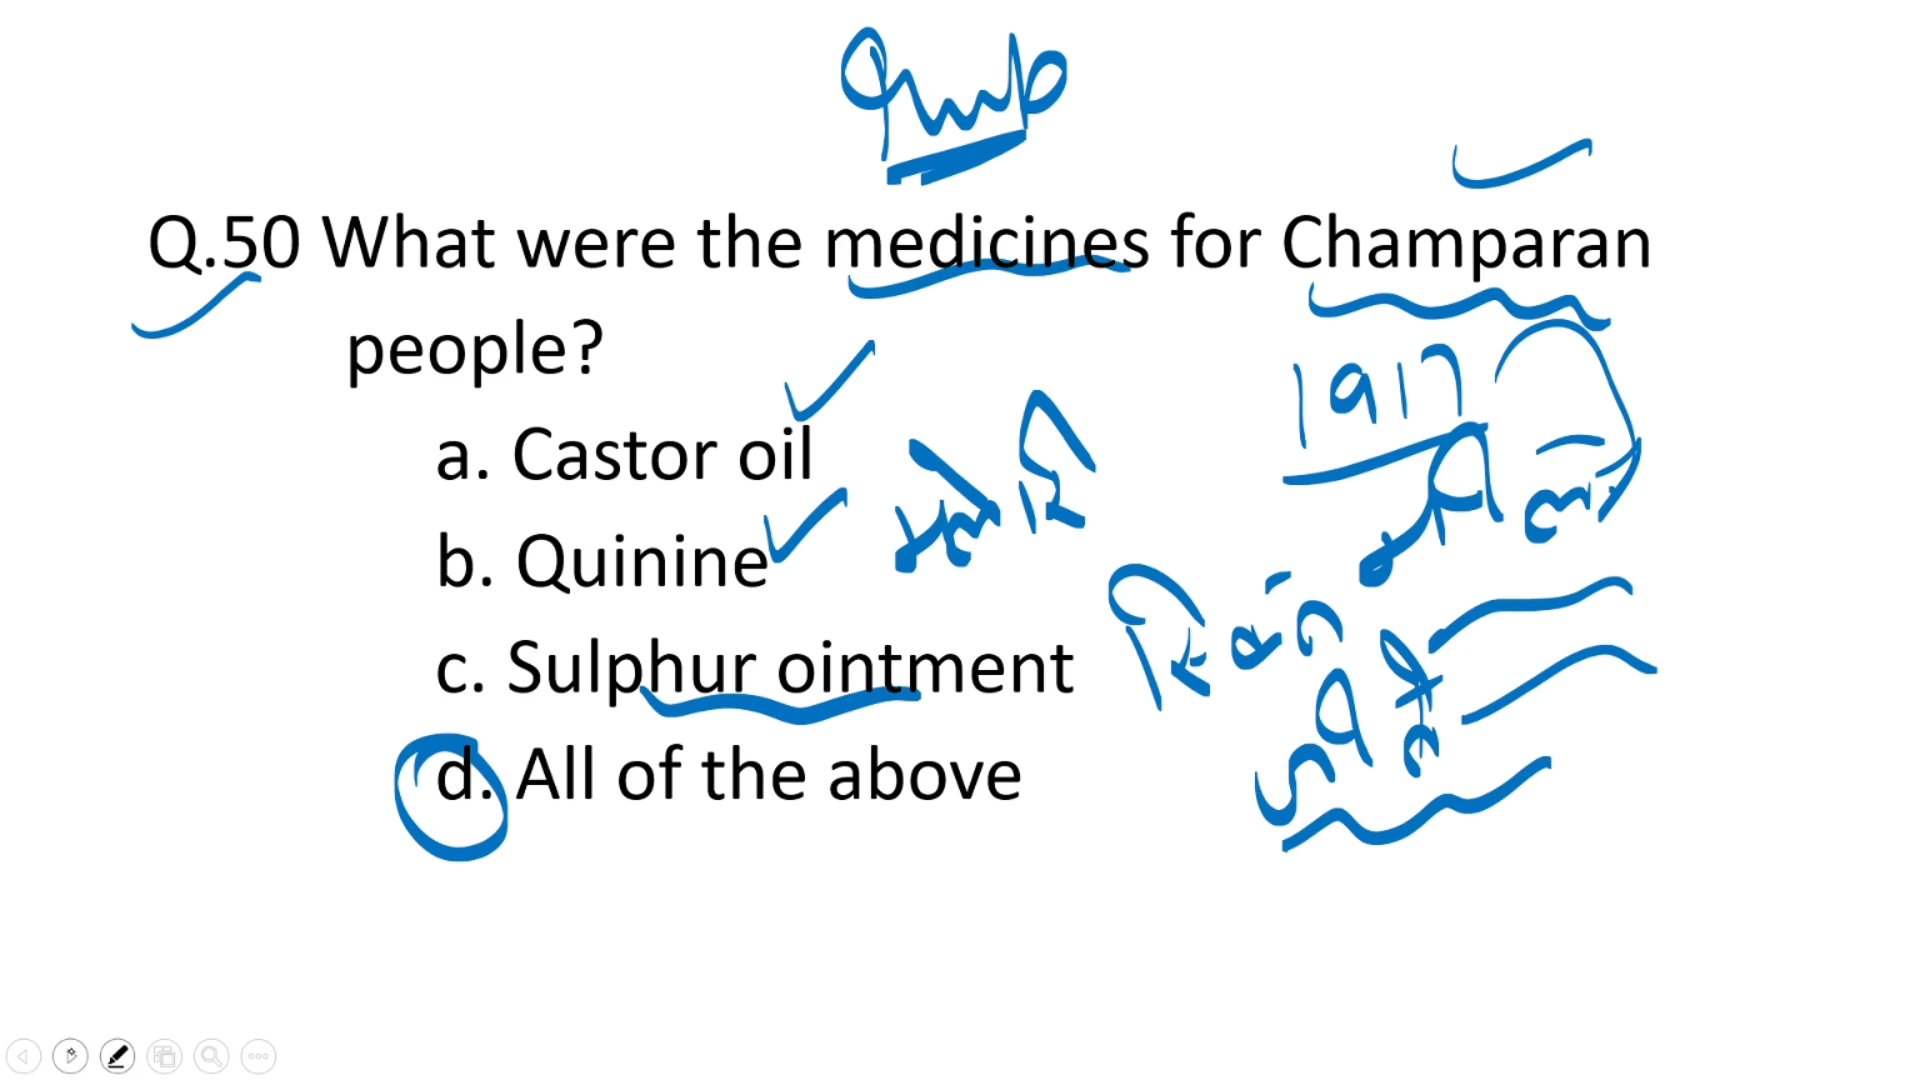 Q.50 What were the medicines for Champaran
people?
1917
a. Castor oil
b. Quinine
c. Sulphur ointment
d. All of the above